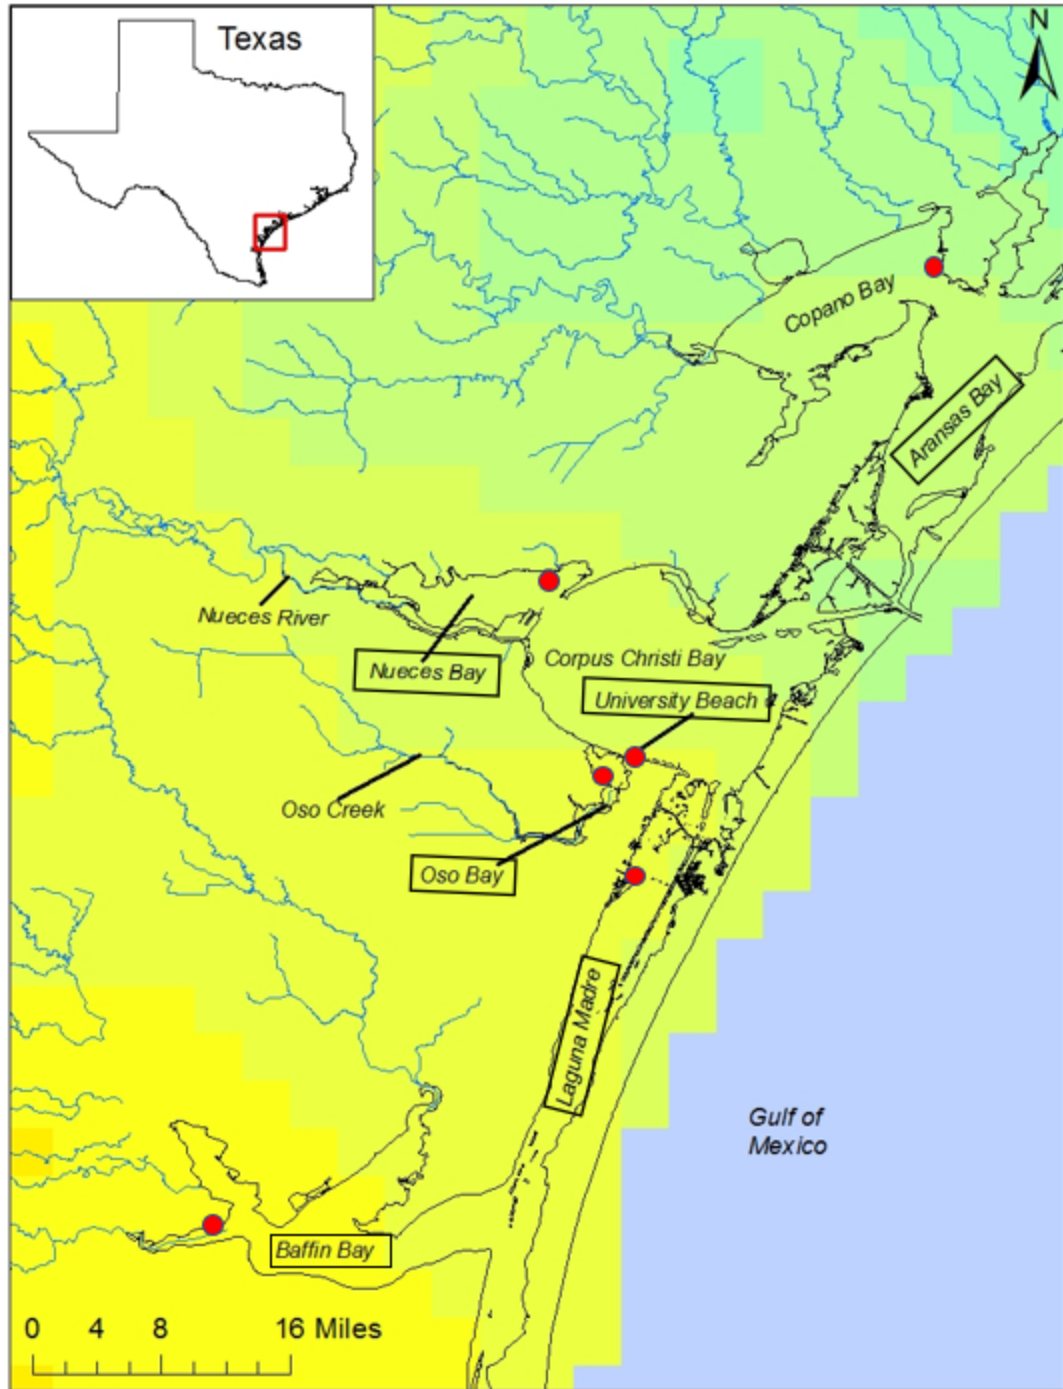 Texas
N
Copano Bay
Aransas Bay
Nueces River
Nueces Bay
Corpus Christi Bay
University Beach
Oso Creek
Oso Bay
Laguna Madre
Gulf of
Mexico
Baffin Bay
0 4 8 16 Miles